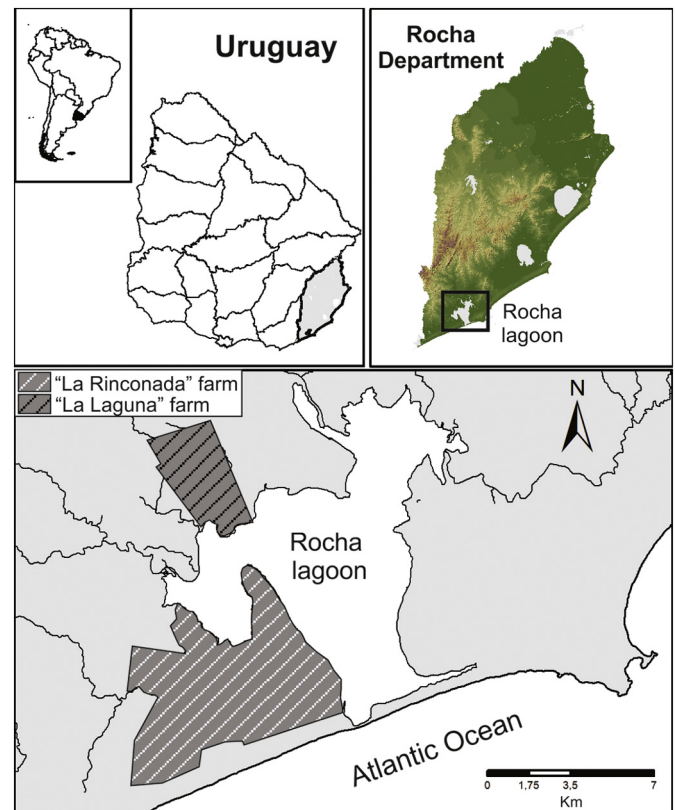 Uruguay
Rocha
Department
Rocha
lagoon
"La Rinconada" farm
"La Laguna" farm
N
Rocha
lagoon
Atlantic Ocean
0 1,75 3,5 7
Km